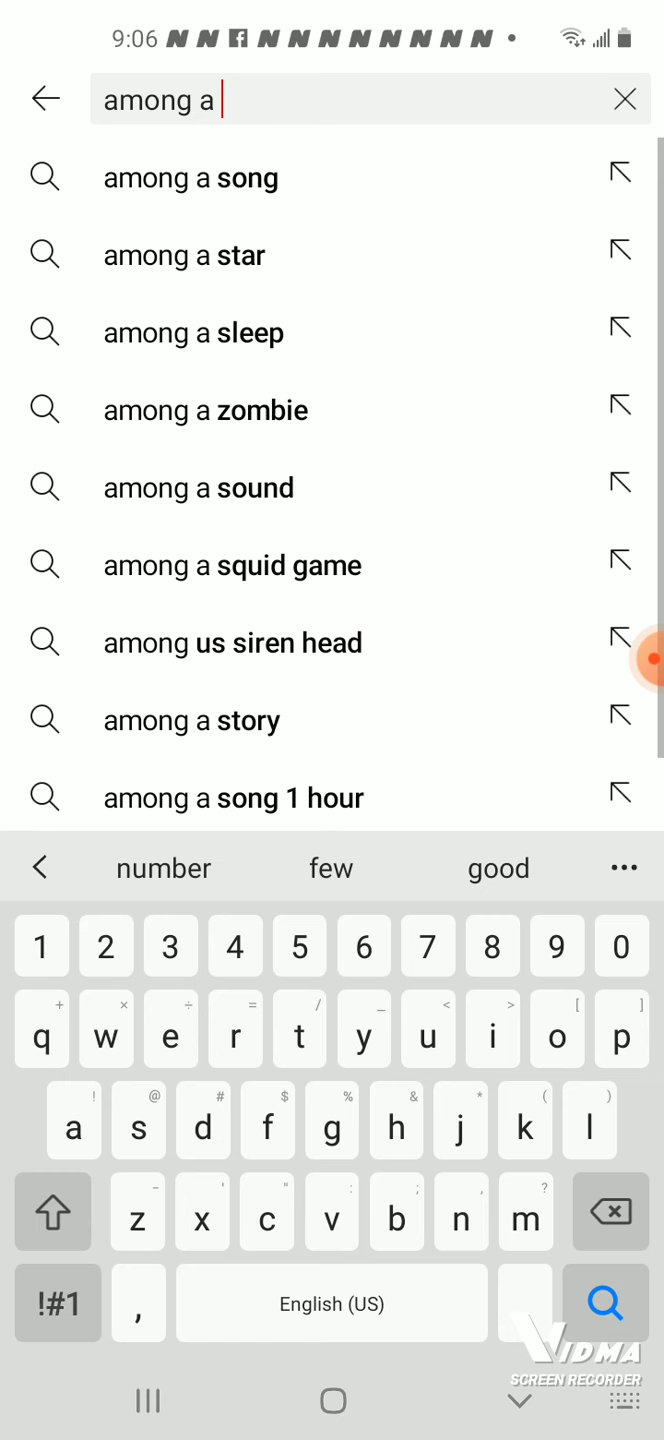 9:06
among a
among a song
among a star
among a sleep
among a zombie
among a sound
among a squid game
among us siren head
among a story
among a song 1 hour
number few good
1 2 3 4 5 6 7 8 9 0
+ × ÷ = / _ < > [ ]
q w e r t y u i o p
! @ # $ % & * ( )
a s d f g h j k l
- ' " : ; , ?
z x c v b n m
!#1 , English (US)
VIDMA
SCREEN RECORDER